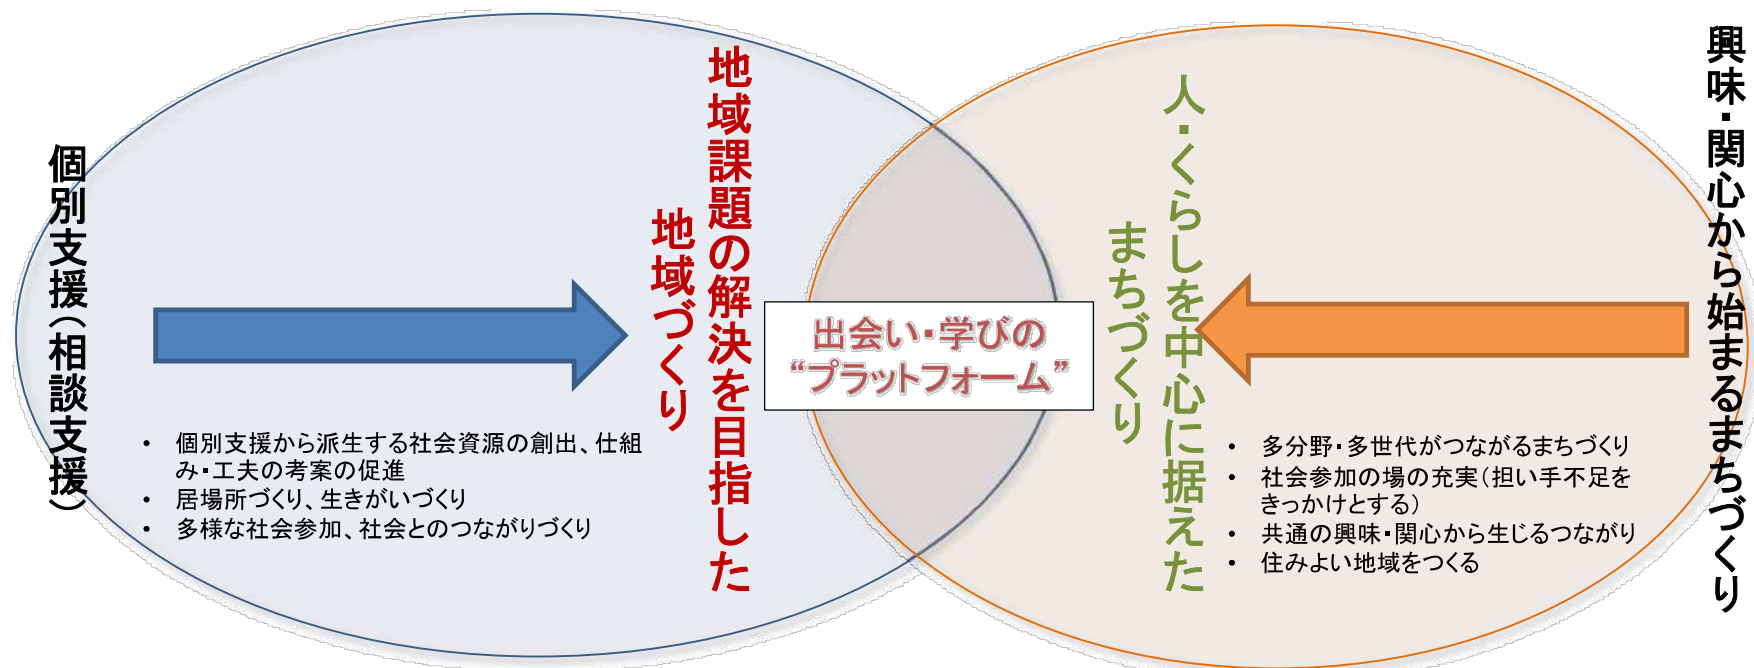 個別支援（相談支援）
地域課題の解決を目指した
地域づくり
• 個別支援から派生する社会資源の創出、仕組
み・工夫の考案の促進
• 居場所づくり、生きがいづくり
• 多様な社会参加、社会とのつながりづくり
出会い・学びの
“プラットフォーム”
人・くらしを中心に据えた
まちづくり
• 多分野・多世代がつながるまちづくり
• 社会参加の場の充実（担い手不足を
きっかけとする）
• 共通の興味・関心から生じるつながり
• 住みよい地域をつくる
興味・関心から始まるまちづくり